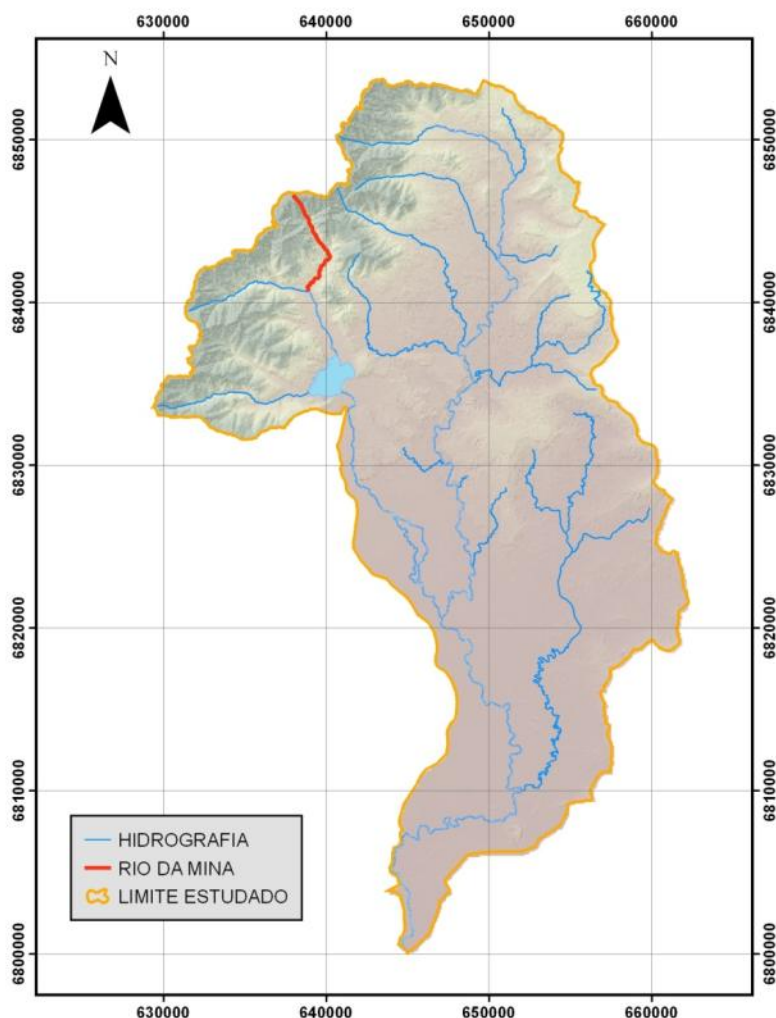 630000 640000 650000 660000
N
6850000 6850000
6840000 6840000
6830000 6830000
6820000 6820000
6810000 6810000
6800000 6800000
HIDROGRAFIA
RIO DA MINA
LIMITE ESTUDADO
630000 640000 650000 660000